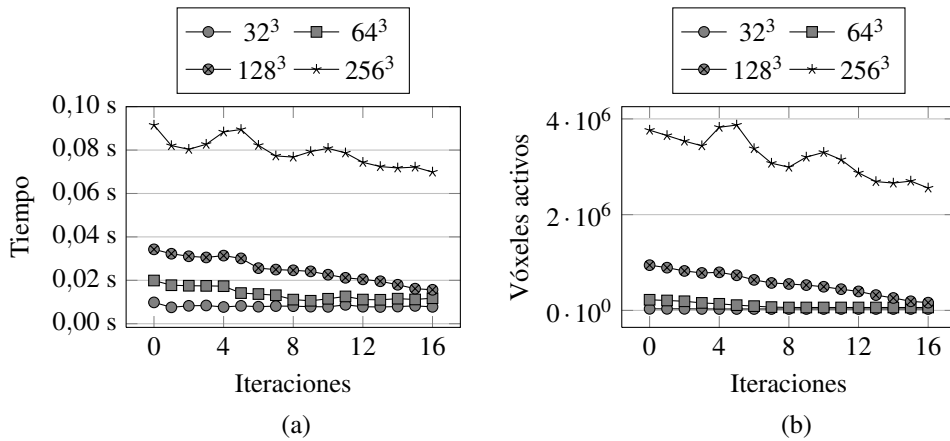 32³ 64³
128³ 256³
0,10 s
0,08 s
0,06 s
0,04 s
0,02 s
0,00 s
Tiempo
0 4 8 12 16
Iteraciones
(a)
32³ 64³
128³ 256³
4 · 10⁶
2 · 10⁶
0 · 10⁰
Vóxeles activos
0 4 8 12 16
Iteraciones
(b)